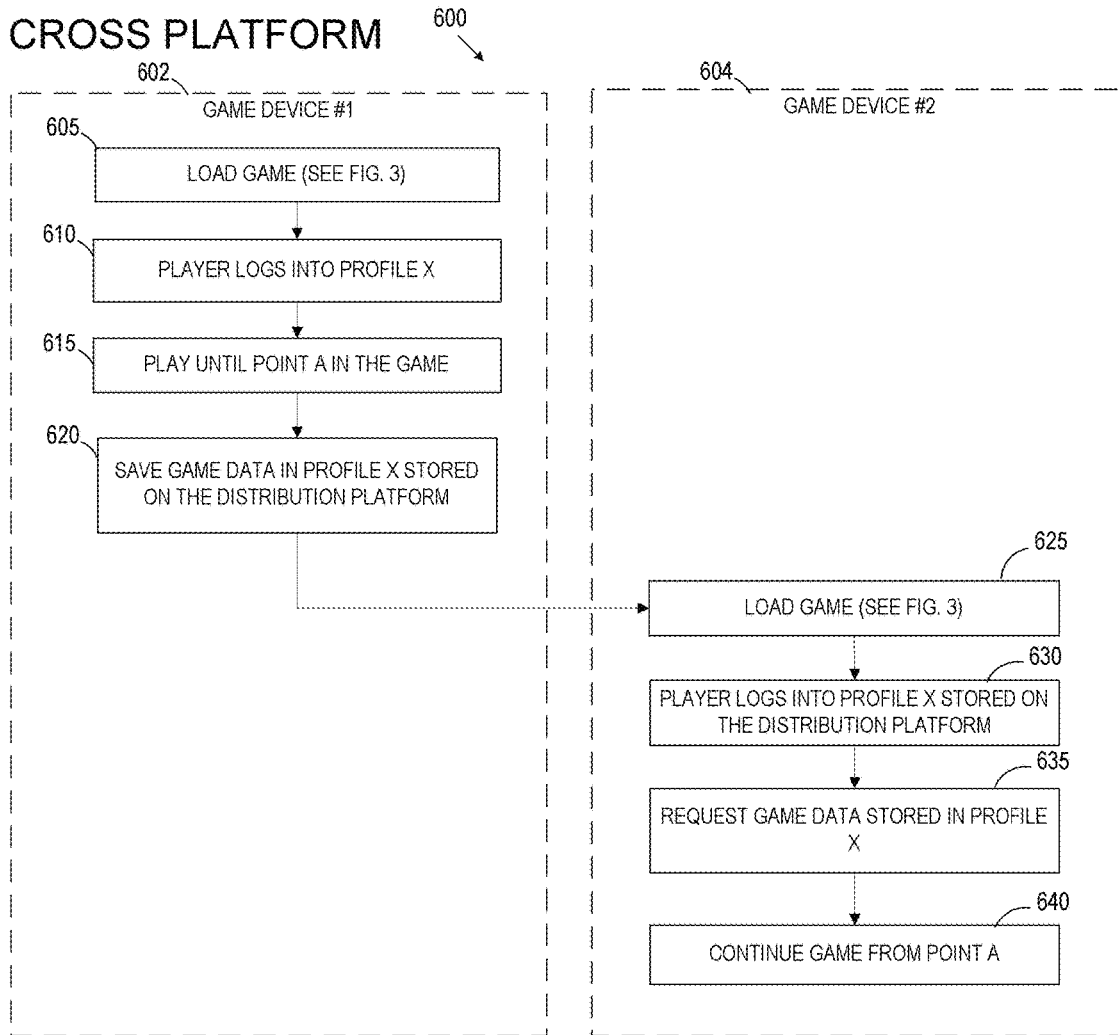 CROSS PLATFORM
600
602
GAME DEVICE #1
605
LOAD GAME (SEE FIG. 3)
610
PLAYER LOGS INTO PROFILE X
615
PLAY UNTIL POINT A IN THE GAME
620
SAVE GAME DATA IN PROFILE X STORED
ON THE DISTRIBUTION PLATFORM
604
GAME DEVICE #2
625
LOAD GAME (SEE FIG. 3)
630
PLAYER LOGS INTO PROFILE X STORED ON
THE DISTRIBUTION PLATFORM
635
REQUEST GAME DATA STORED IN PROFILE
X
640
CONTINUE GAME FROM POINT A